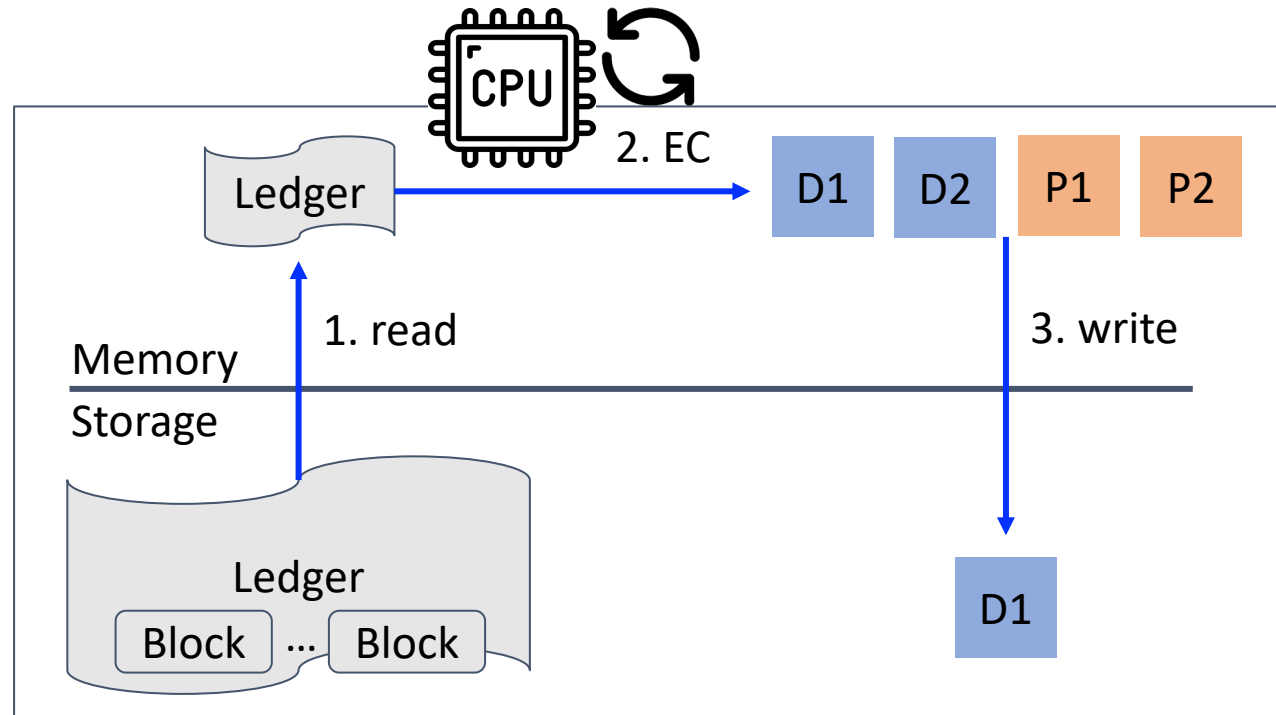 CPU
2. EC
Ledger
D1 D2 P1 P2
1. read
3. write
Memory
Storage
Ledger
Block ... Block
D1